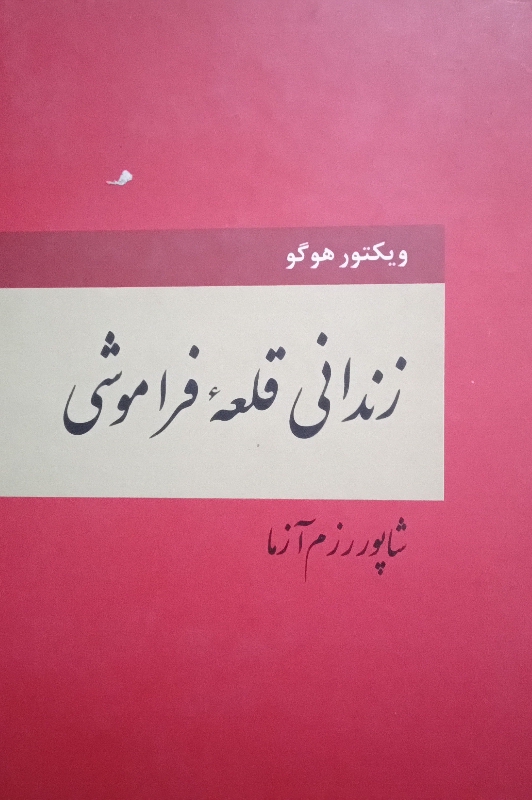 ویکتور هوگو
زندانی قلعهٔ فراموشی
شاپور رزم آزما